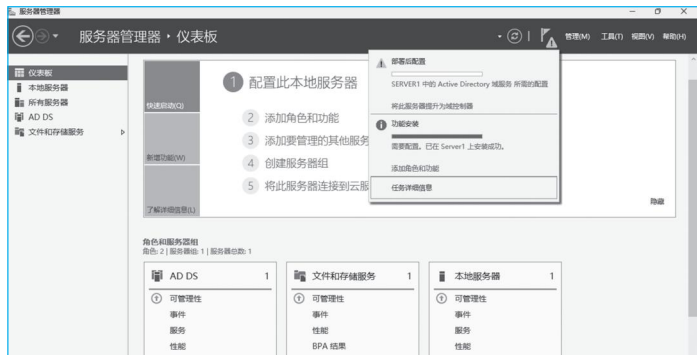 服务器管理器
服务器管理器 · 仪表板
管理(M) 工具(T) 视图(V) 帮助(H)
仪表板
本地服务器
所有服务器
AD DS
文件和存储服务
快速启动(Q)
新增功能(W)
了解详细信息(L)
1 配置此本地服务器
2 添加角色和功能
3 添加要管理的其他服务
4 创建服务器组
5 将此服务器连接到云服
部署后配置
SERVER1 中的 Active Directory 域服务 所需的配置
将此服务器提升为域控制器
功能安装
需要配置。已在 Server1 上安装成功。
添加角色和功能
任务详细信息
隐藏
角色和服务器组
角色: 2 | 服务器组: 1 | 服务器总数: 1
AD DS 1
可管理性
事件
服务
性能
文件和存储服务 1
可管理性
事件
性能
BPA 结果
本地服务器 1
可管理性
事件
服务
性能